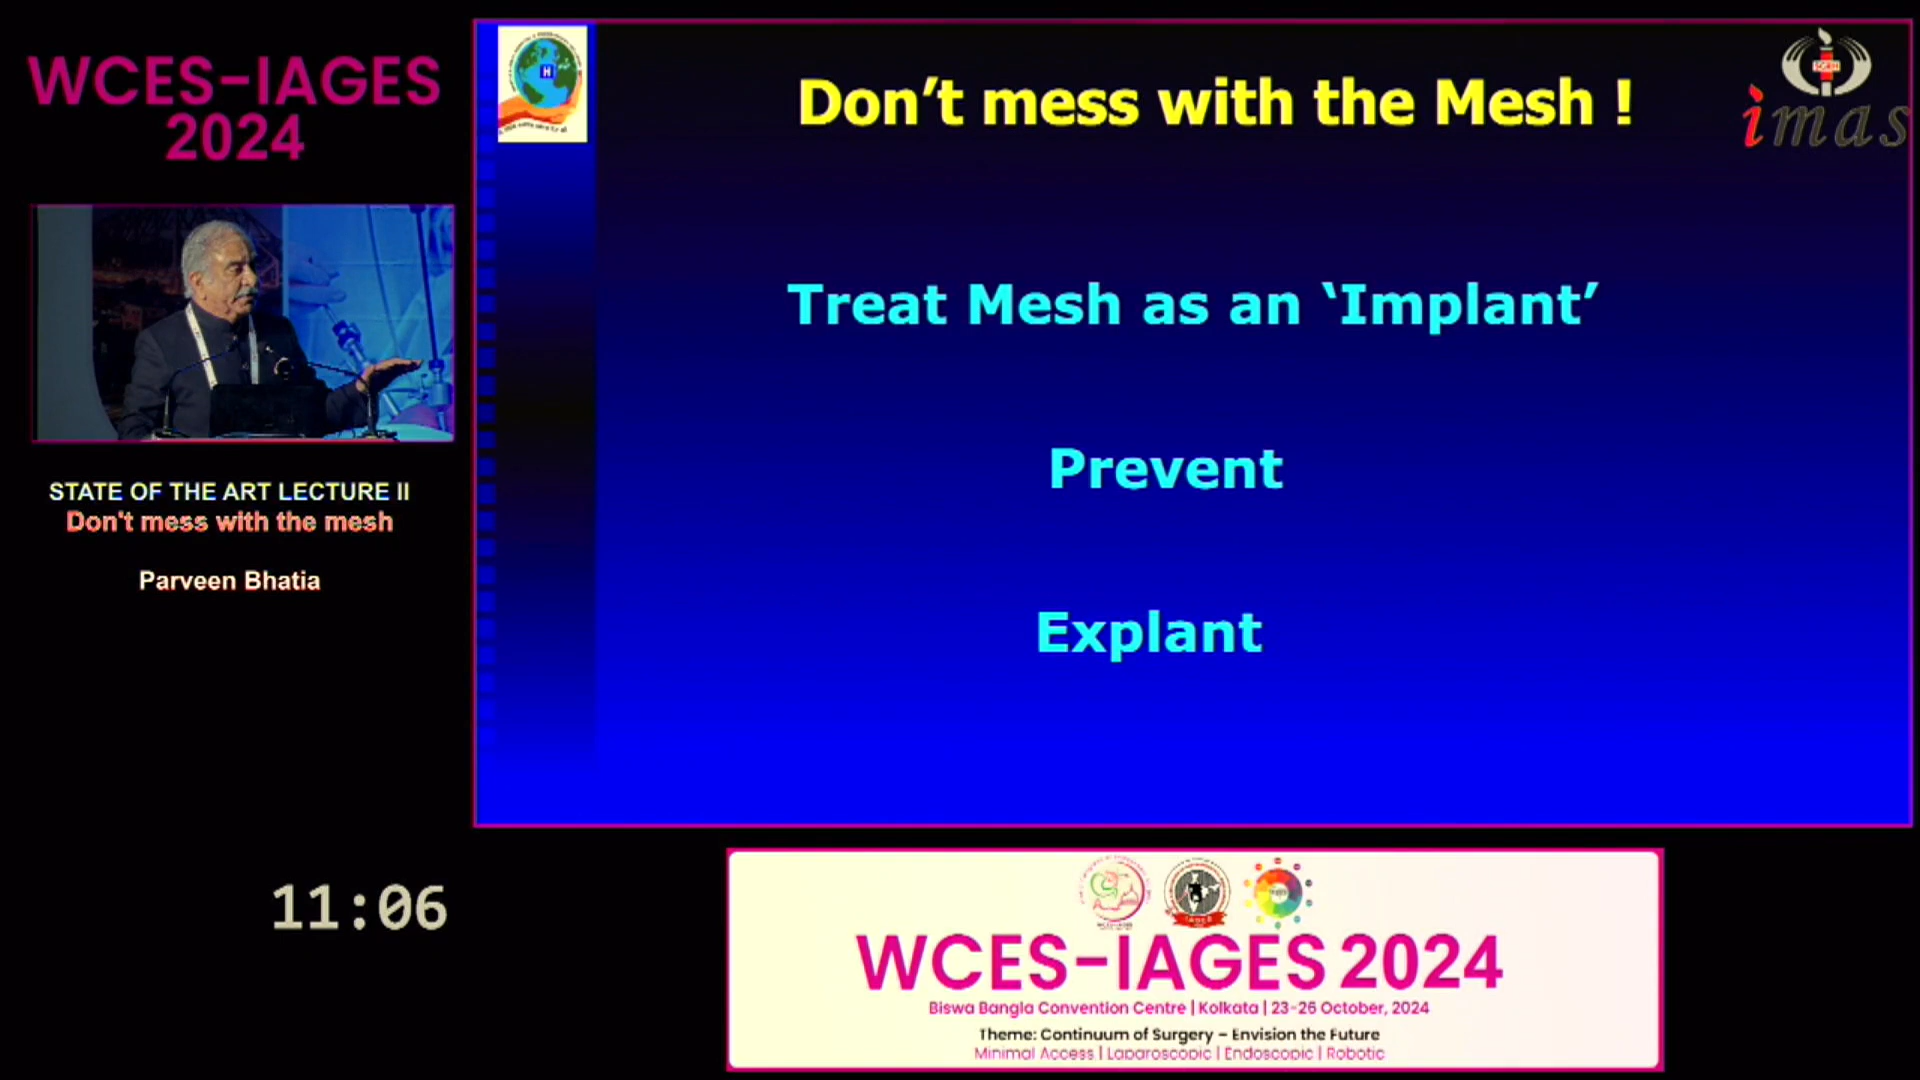 WCES-IAGES
2024
STATE OF THE ART LECTURE II
Don't mess with the mesh
Parveen Bhatia
11:06
H
Don’t mess with the Mesh !
SGRH
imas
Treat Mesh as an ‘Implant’
Prevent
Explant
WCES-IAGES 2024
Biswa Bangla Convention Centre | Kolkata | 23-26 October, 2024
Theme: Continuum of Surgery – Envision the Future
Minimal Access | Laparoscopic | Endoscopic | Robotic